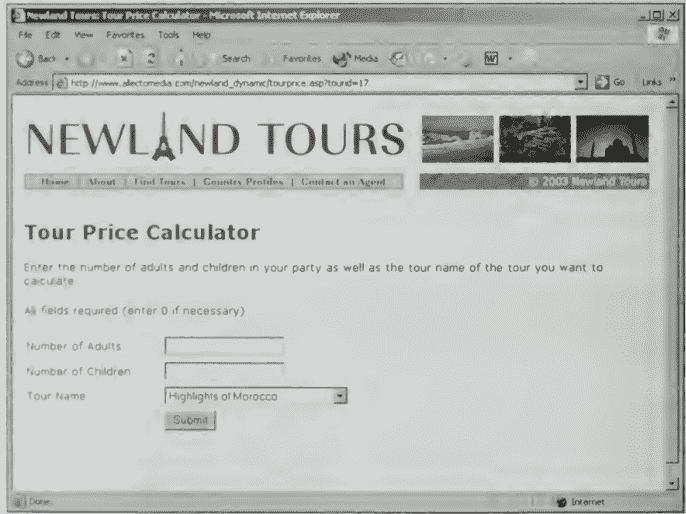 Newland Tours: Tour Price Calculator - Microsoft Internet Explorer
File Edit View Favorites Tools Help
Back Search Favorites Media
Address http://www.allectomedia.com/newland_dynamic/tourprice.asp?tourid=17 Go Links »
NEWLAND TOURS
Home | About | Find Tours | Country Profiles | Contact an Agent
© 2003 Newland Tours
Tour Price Calculator
Enter the number of adults and children in your party as well as the tour name of the tour you want to
calculate
All fields required (enter 0 if necessary)
Number of Adults
Number of Children
Tour Name Highlights of Morocco
Submit
Done Internet